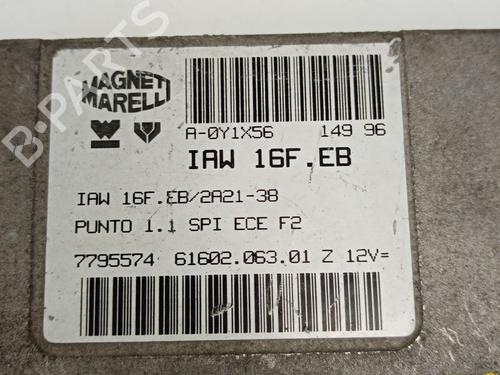 MAGNETI
MARELLI
A-0Y1X56 149 96
IAW 16F.EB
IAW 16F.EB/2A21-38
PUNTO 1.1 SPI ECE F2
7795574 61602.063.01 Z 12V=
B-PARTS